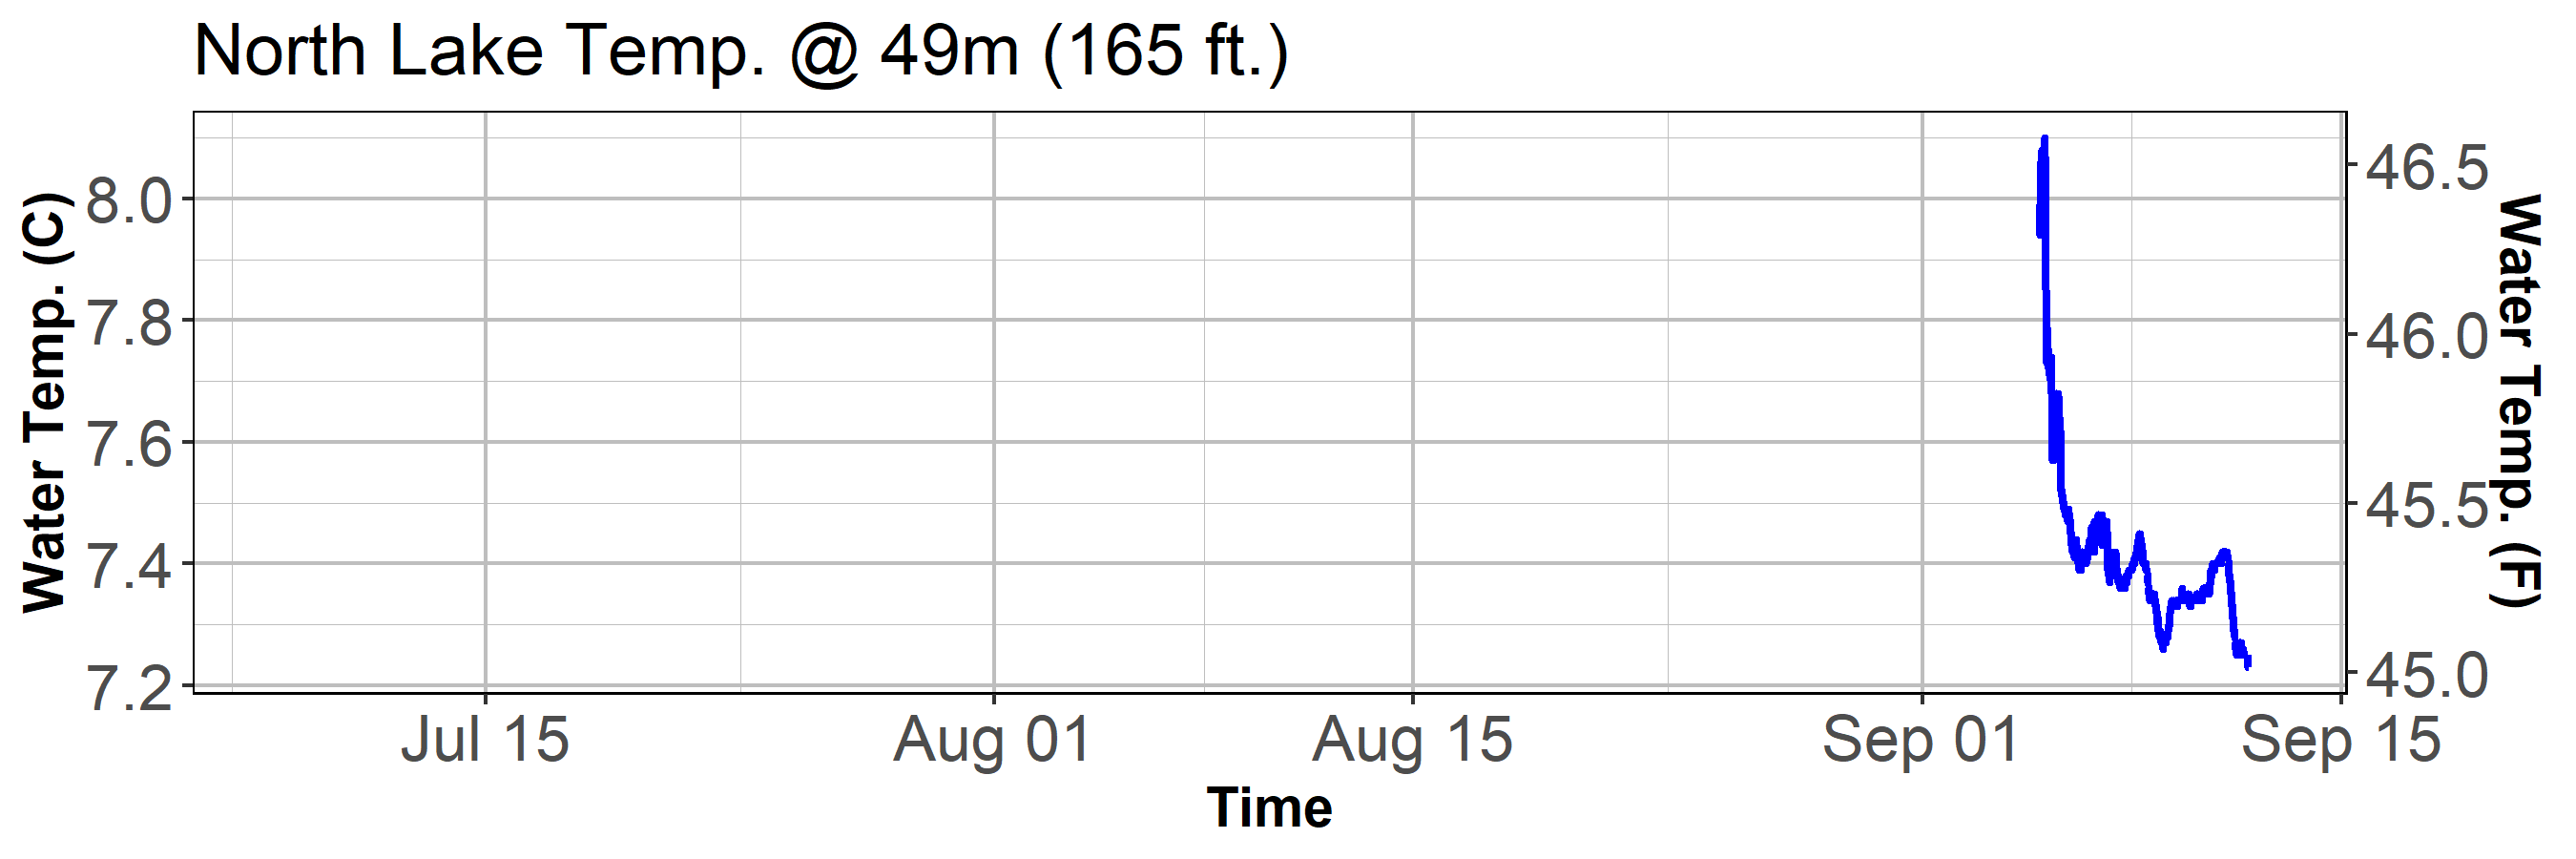 North Lake Temp. @ 49m (165 ft.)
Water Temp. (C)
8.0
7.8
7.6
7.4
7.2
46.5
46.0
45.5
45.0
Water Temp. (F)
Jul 15 Aug 01 Aug 15 Sep 01 Sep 15
Time